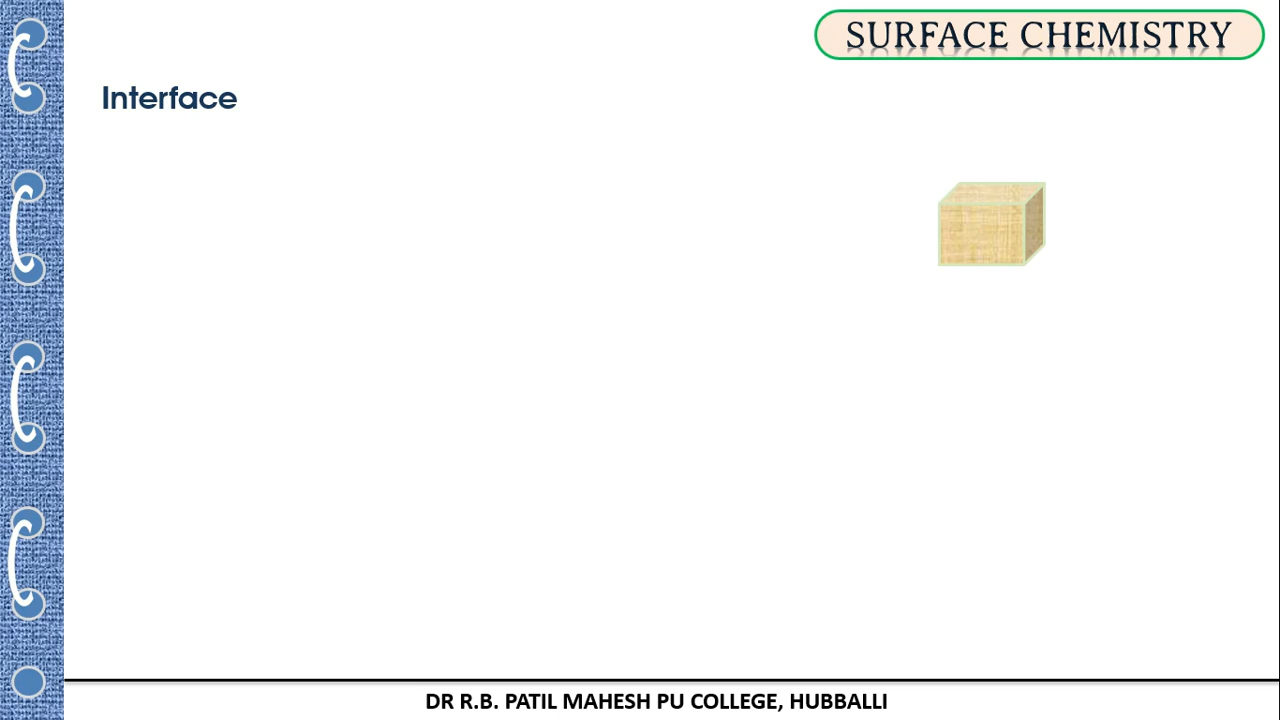 SURFACE CHEMISTRY
Interface
DR R.B. PATIL MAHESH PU COLLEGE, HUBBALLI